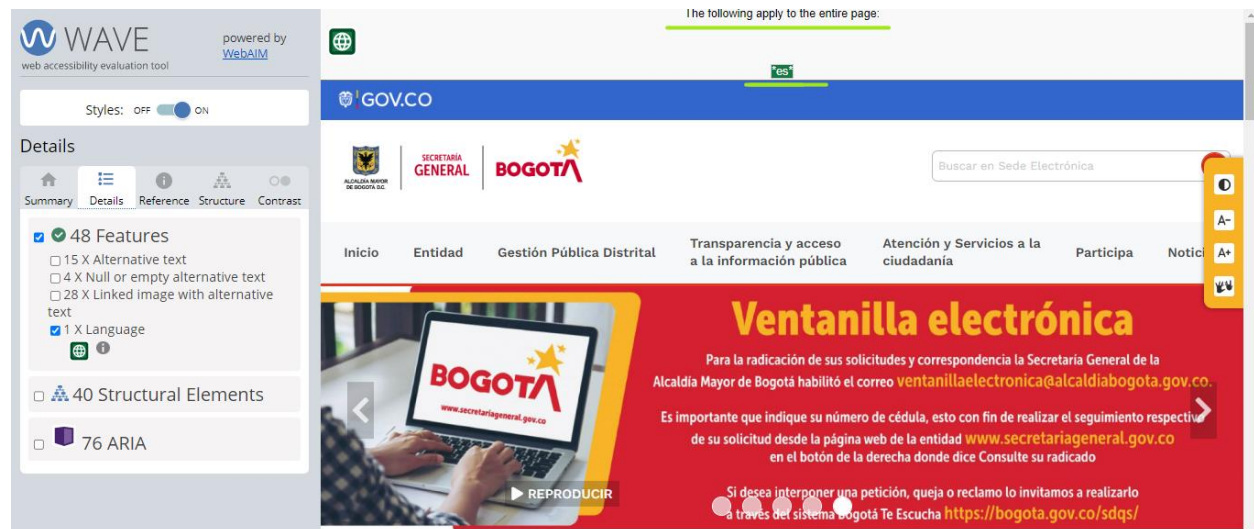 WAVE
web accessibility evaluation tool
powered by
WebAIM
Styles: OFF ON
Details
Summary Details Reference Structure Contrast
48 Features
15 X Alternative text
4 X Null or empty alternative text
28 X Linked image with alternative
text
1 X Language
40 Structural Elements
76 ARIA
The following apply to the entire page:
*es*
GOV.CO
ALCALDÍA MAYOR
DE BOGOTÁ D.C.
SECRETARÍA
GENERAL
BOGOTÁ
Buscar en Sede Electrónica
A-
A+
Inicio
Entidad
Gestión Pública Distrital
Transparencia y acceso
a la información pública
Atención y Servicios a la
ciudadanía
Participa
Notici
BOGOTÁ
www.secretariageneral.gov.co
REPRODUCIR
Ventanilla electrónica
Para la radicación de sus solicitudes y correspondencia la Secretaría General de la
Alcaldía Mayor de Bogotá habilitó el correo ventanillaelectronica@alcaldiabogota.gov.co.
Es importante que indique su número de cédula, esto con fin de realizar el seguimiento respectivo
de su solicitud desde la página web de la entidad www.secretariageneral.gov.co
en el botón de la derecha donde dice Consulte su radicado
Si desea interponer una petición, queja o reclamo lo invitamos a realizarlo
a través del sistema Bogotá Te Escucha https://bogota.gov.co/sdqs/